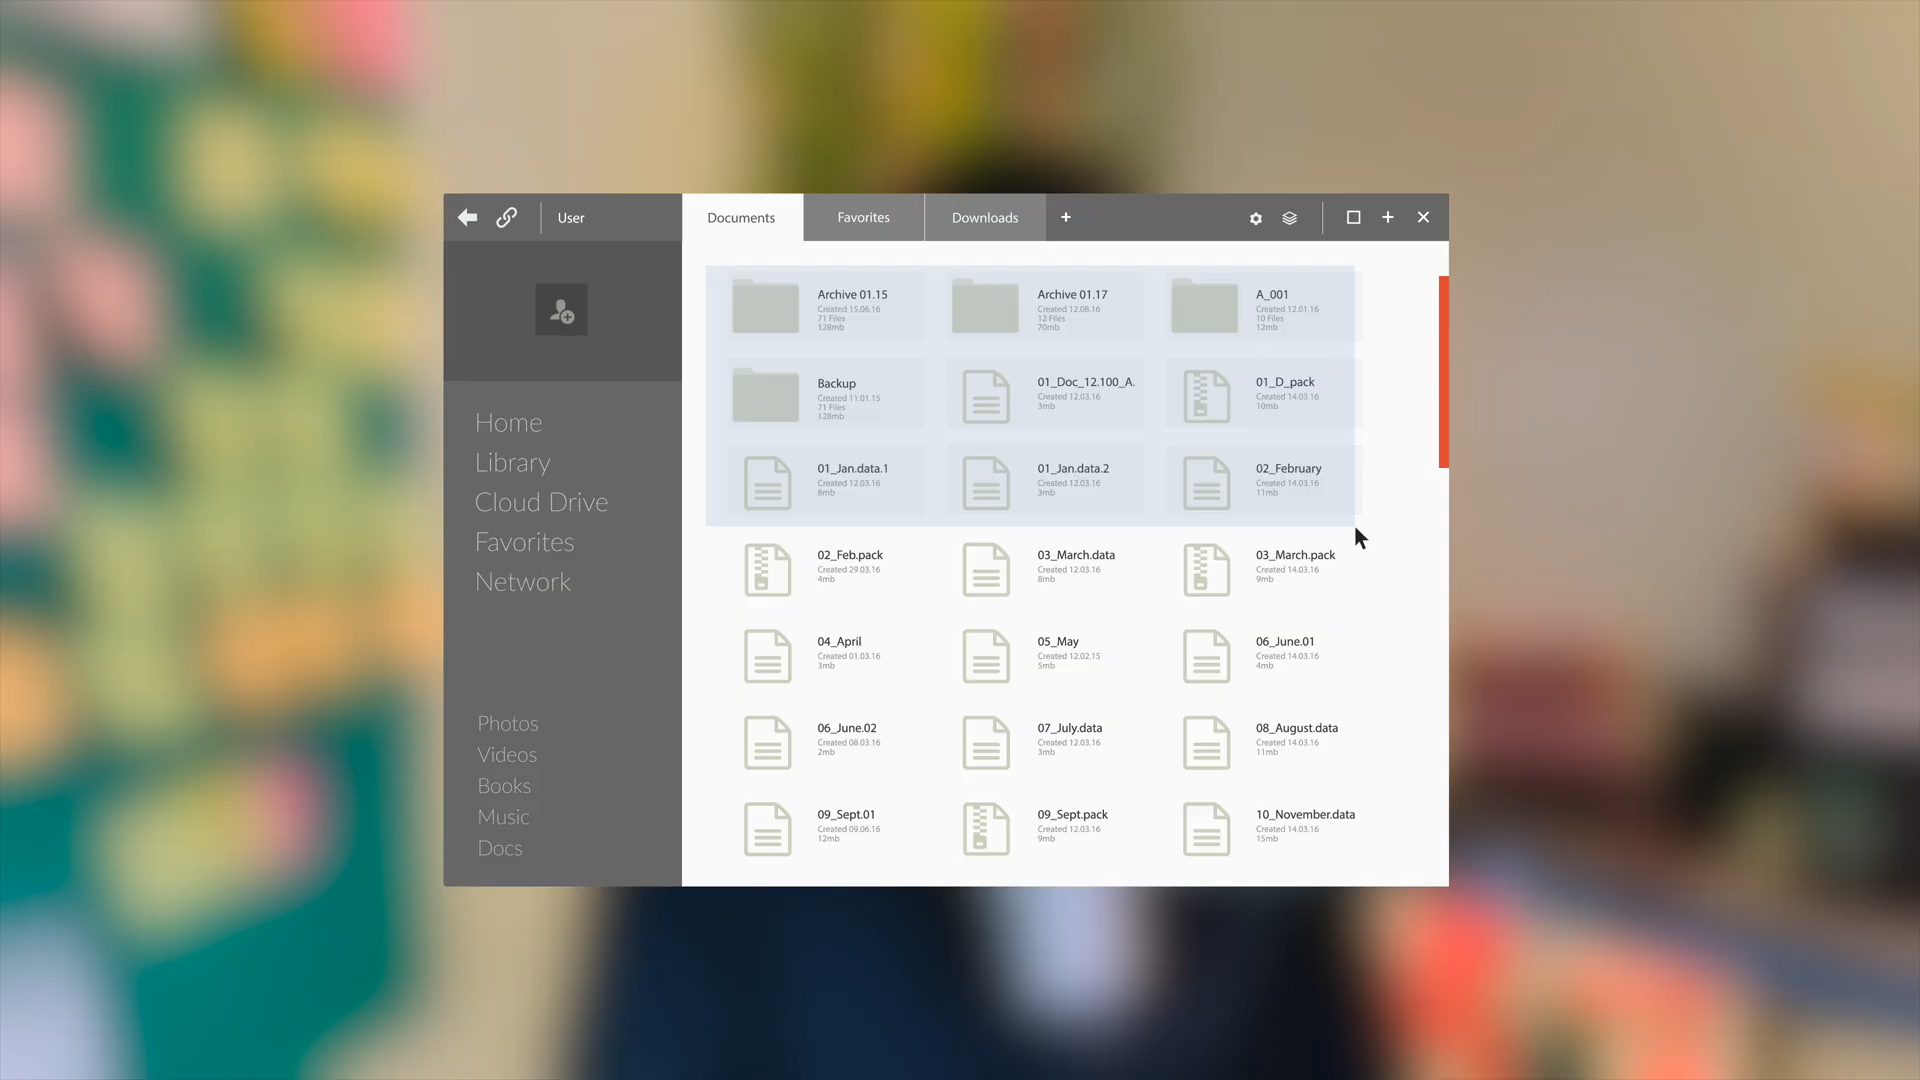 User
Documents
Favorites
Downloads
Home
Library
Cloud Drive
Favorites
Network
Photos
Videos
Books
Music
Docs
Archive 01.15
Created 15.06.16
71 Files
128mb
Archive 01.17
Created 12.08.16
12 Files
70mb
A_001
Created 12.01.16
10 Files
12mb
Backup
Created 11.01.15
71 Files
128mb
01_Doc_12.100_A.
Created 12.03.16
3mb
01_D_pack
Created 14.03.16
10mb
01_Jan.data.1
Created 12.03.16
8mb
01_Jan.data.2
Created 12.03.16
3mb
02_February
Created 14.03.16
11mb
02_Feb.pack
Created 29.03.16
4mb
03_March.data
Created 12.03.16
8mb
03_March.pack
Created 14.03.16
9mb
04_April
Created 01.03.16
3mb
05_May
Created 12.02.15
5mb
06_June.01
Created 14.03.16
4mb
06_June.02
Created 08.03.16
2mb
07_July.data
Created 12.03.16
3mb
08_August.data
Created 14.03.16
11mb
09_Sept.01
Created 09.06.16
12mb
09_Sept.pack
Created 12.03.16
9mb
10_November.data
Created 14.03.16
15mb